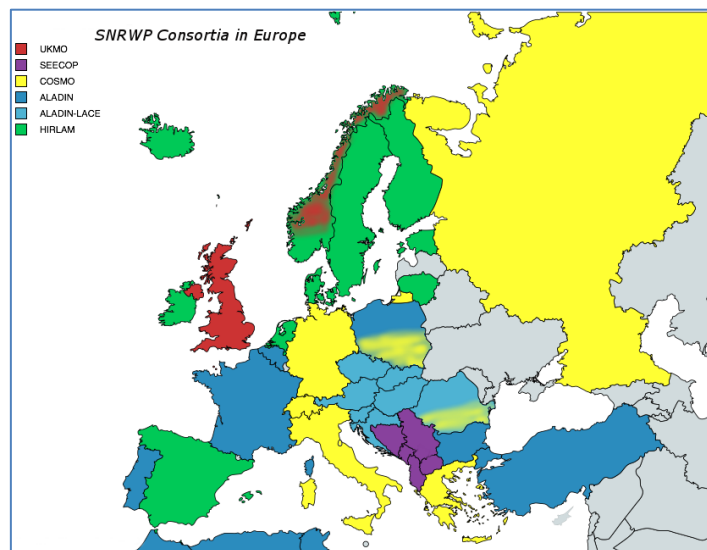 SNRWP Consortia in Europe
UKMO
SEECOP
COSMO
ALADIN
ALADIN-LACE
HIRLAM